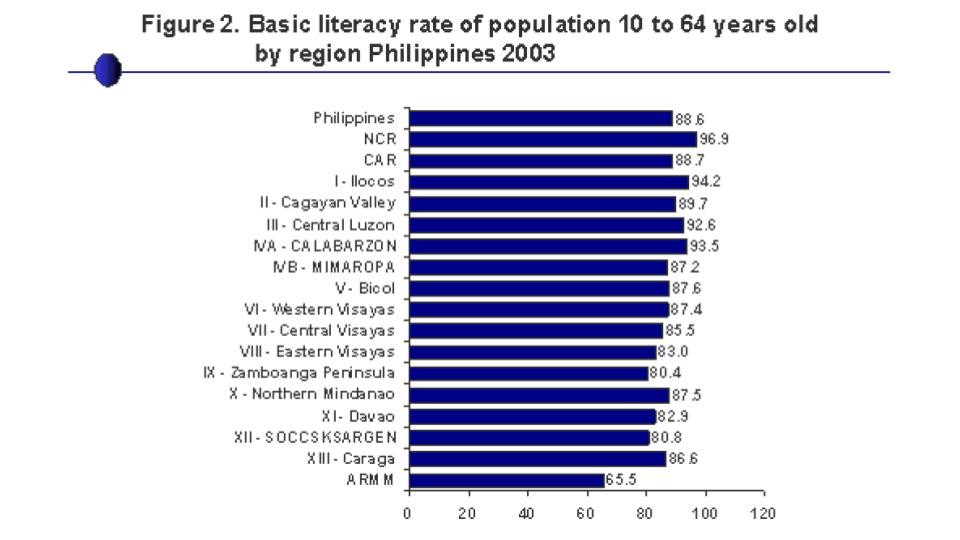 Figure 2. Basic literacy rate of population 10 to 64 years old
by region Philippines 2003
Philippines 88.6
NCR 96.9
CAR 88.7
I - Ilocos 94.2
II - Cagayan Valley 89.7
III - Central Luzon 92.6
IVA - CALABARZON 93.5
IVB - MIMAROPA 87.2
V - Bicol 87.6
VI - Western Visayas 87.4
VII - Central Visayas 85.5
VIII - Eastern Visayas 83.0
IX - Zamboanga Peninsula 80.4
X - Northern Mindanao 87.5
XI - Davao 82.9
XII - SOCCSKSARGEN 80.8
XIII - Caraga 86.6
ARMM 65.5
0 20 40 60 80 100 120